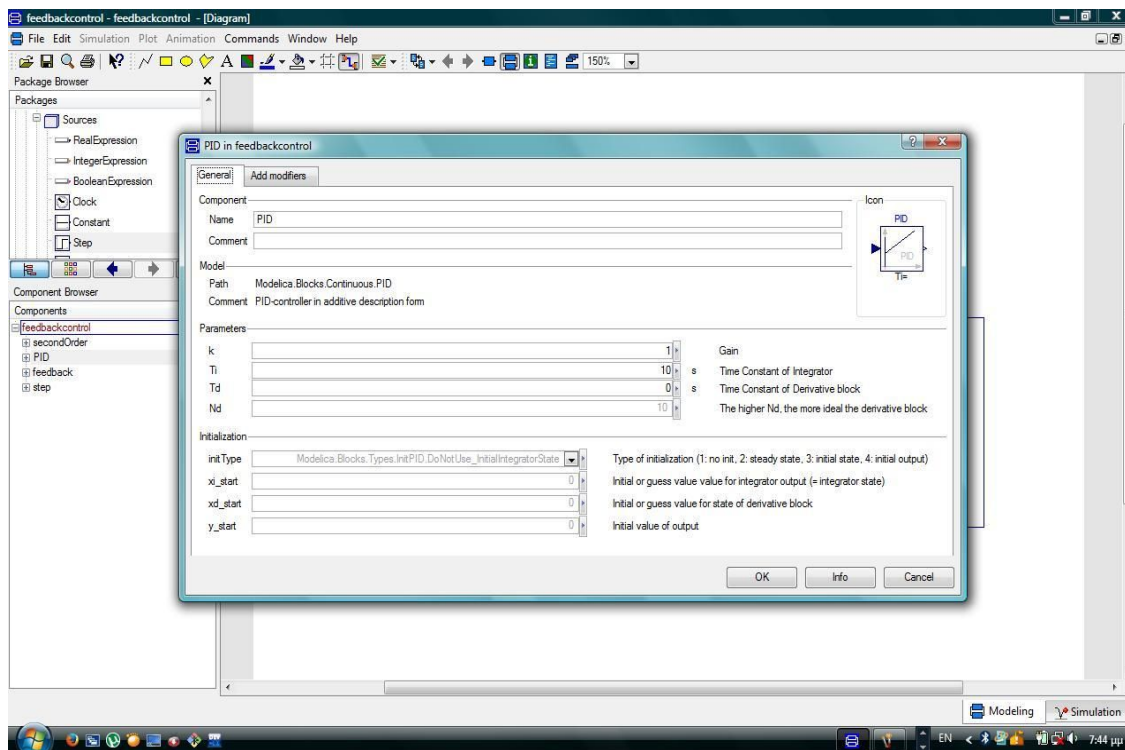 feedbackcontrol - feedbackcontrol - [Diagram]
File Edit Simulation Plot Animation Commands Window Help
150%
Package Browser
Packages
Sources
RealExpression
IntegerExpression
BooleanExpression
Clock
Constant
Step
Component Browser
Components
feedbackcontrol
secondOrder
PID
feedback
step
PID in feedbackcontrol
General Add modifiers
Component
Name PID
Comment
Icon
PID
PID
Ti=
Model
Path Modelica.Blocks.Continuous.PID
Comment PID-controller in additive description form
Parameters
k 1 Gain
Ti 10 s Time Constant of Integrator
Td 0 s Time Constant of Derivative block
Nd 10 The higher Nd, the more ideal the derivative block
Initialization
initType Modelica.Blocks.Types.InitPID.DoNotUse_InitialIntegratorState Type of initialization (1: no init, 2: steady state, 3: initial state, 4: initial output)
xi_start 0 Initial or guess value value for integrator output (= integrator state)
xd_start 0 Initial or guess value for state of derivative block
y_start 0 Initial value of output
OK Info Cancel
Modeling Simulation
EN 7:44 μμ